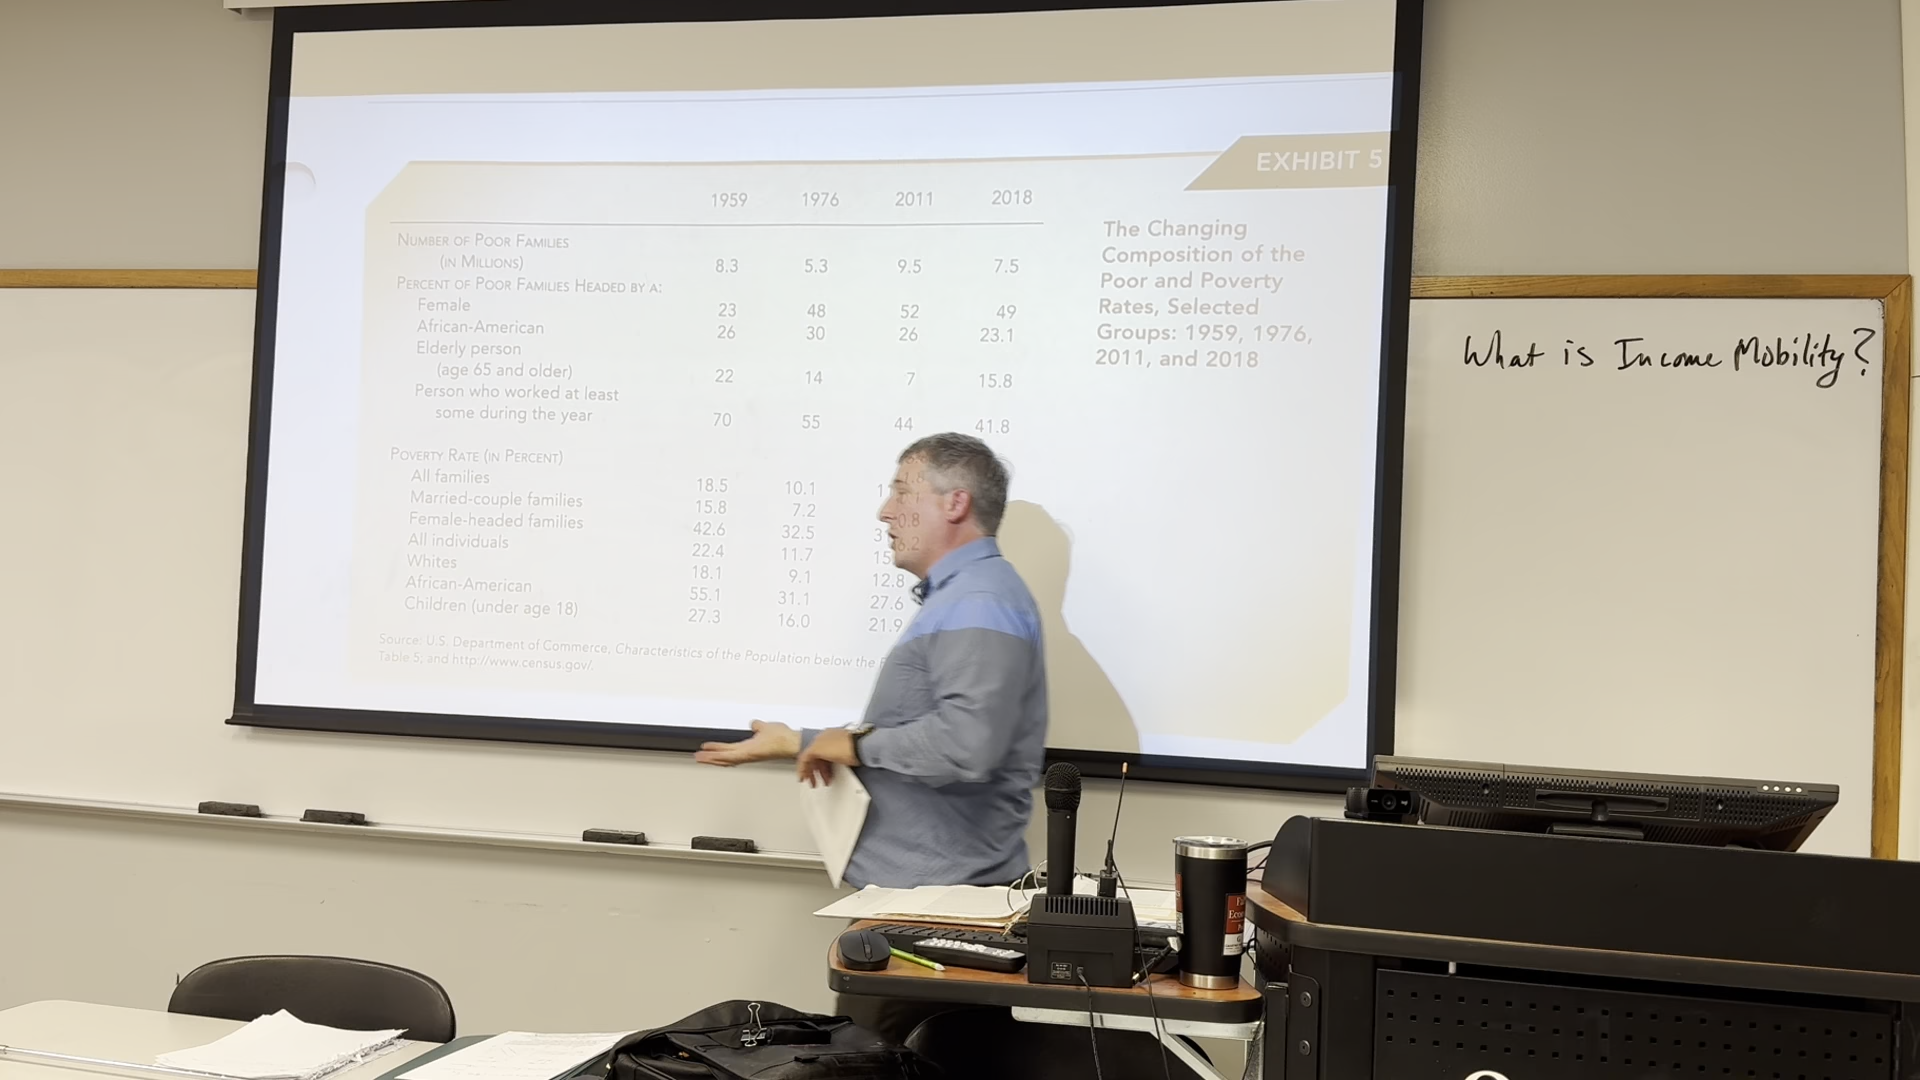 EXHIBIT 5
1959 1976 2011 2018
NUMBER OF POOR FAMILIES
(IN MILLIONS) 8.3 5.3 9.5 7.5
PERCENT OF POOR FAMILIES HEADED BY A:
Female 23 48 52 49
African-American 26 30 26 23.1
Elderly person
(age 65 and older) 22 14 7 15.8
Person who worked at least
some during the year 70 55 44 41.8
POVERTY RATE (IN PERCENT)
All families 18.5 10.1
Married-couple families 15.8 7.2
Female-headed families 42.6 32.5
All individuals 22.4 11.7
Whites 18.1 9.1 12.8
African-American 55.1 31.1 27.6
Children (under age 18) 27.3 16.0 21.9
Source: U.S. Department of Commerce, Characteristics of the Population below the
Table 5; and http://www.census.gov/.
The Changing
Composition of the
Poor and Poverty
Rates, Selected
Groups: 1959, 1976,
2011, and 2018
What is Income Mobility?